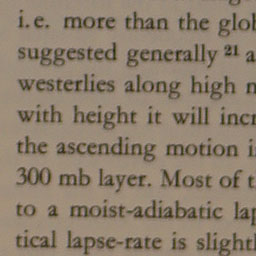 i.e. more than the glo
suggested generally ²¹ a
westerlies along high
with height it will incr
the ascending motion i
300 mb layer. Most of t
to a moist-adiabatic la
tical lapse-rate is slight